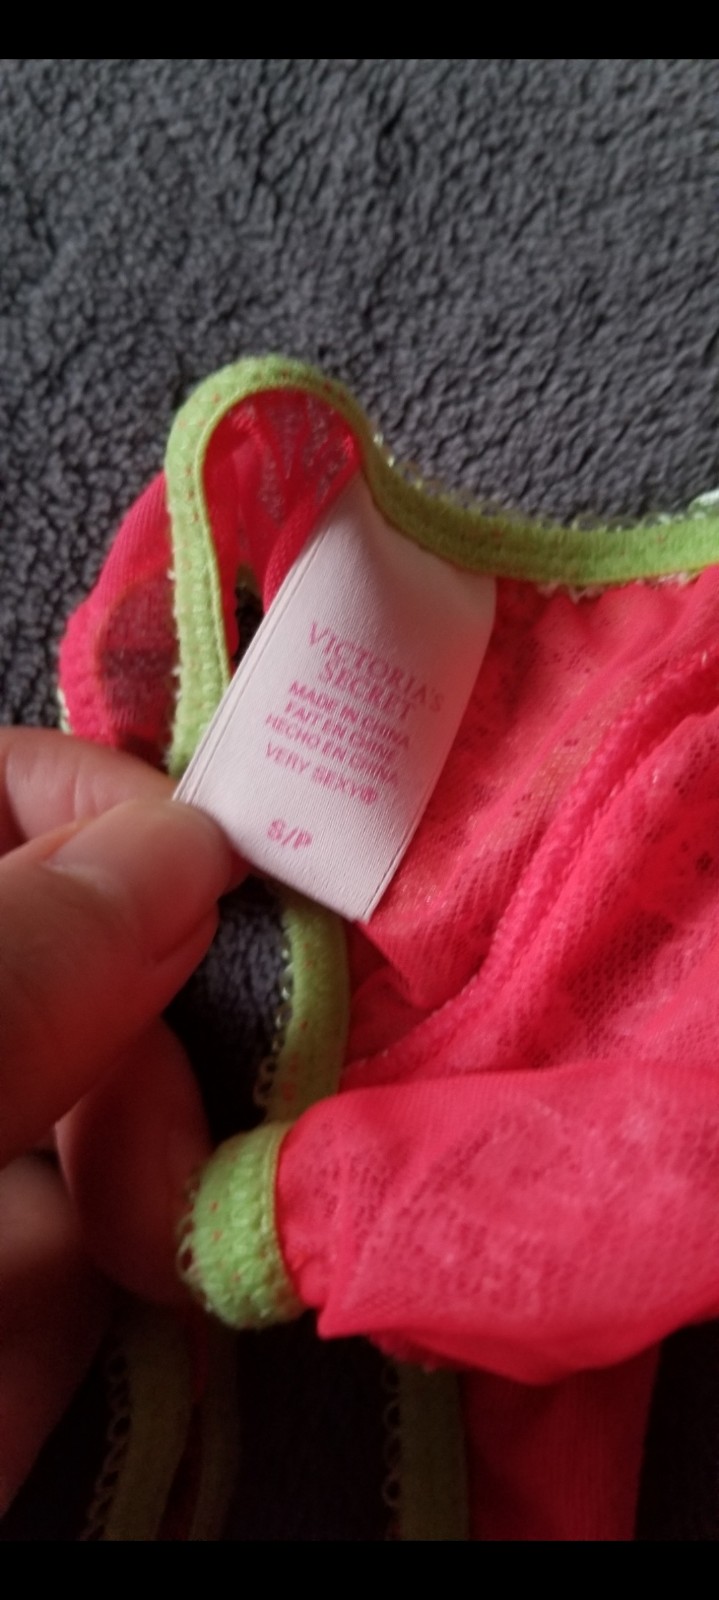 VICTORIA'S
SECRET
MADE IN CHINA
FAIT EN CHINE
HECHO EN CHINA
VERY SEXY®
S/P